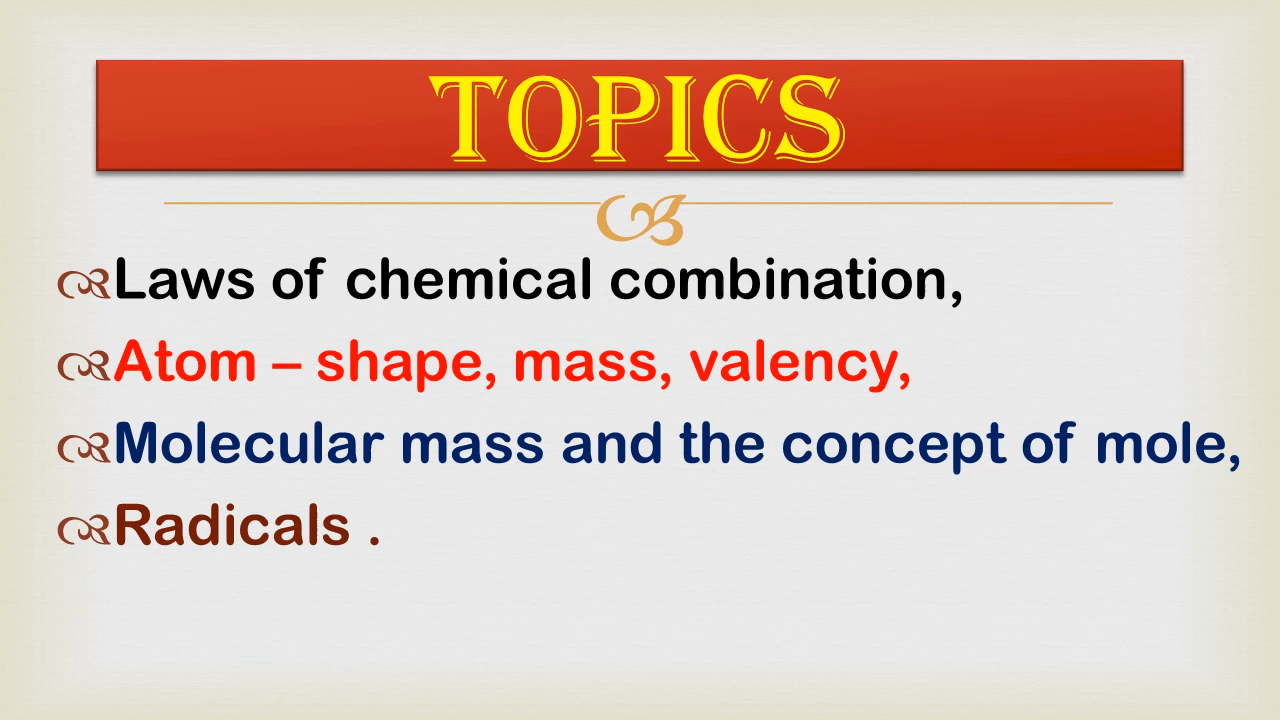 TOPICS
Laws of chemical combination,
Atom – shape, mass, valency,
Molecular mass and the concept of mole,
Radicals .